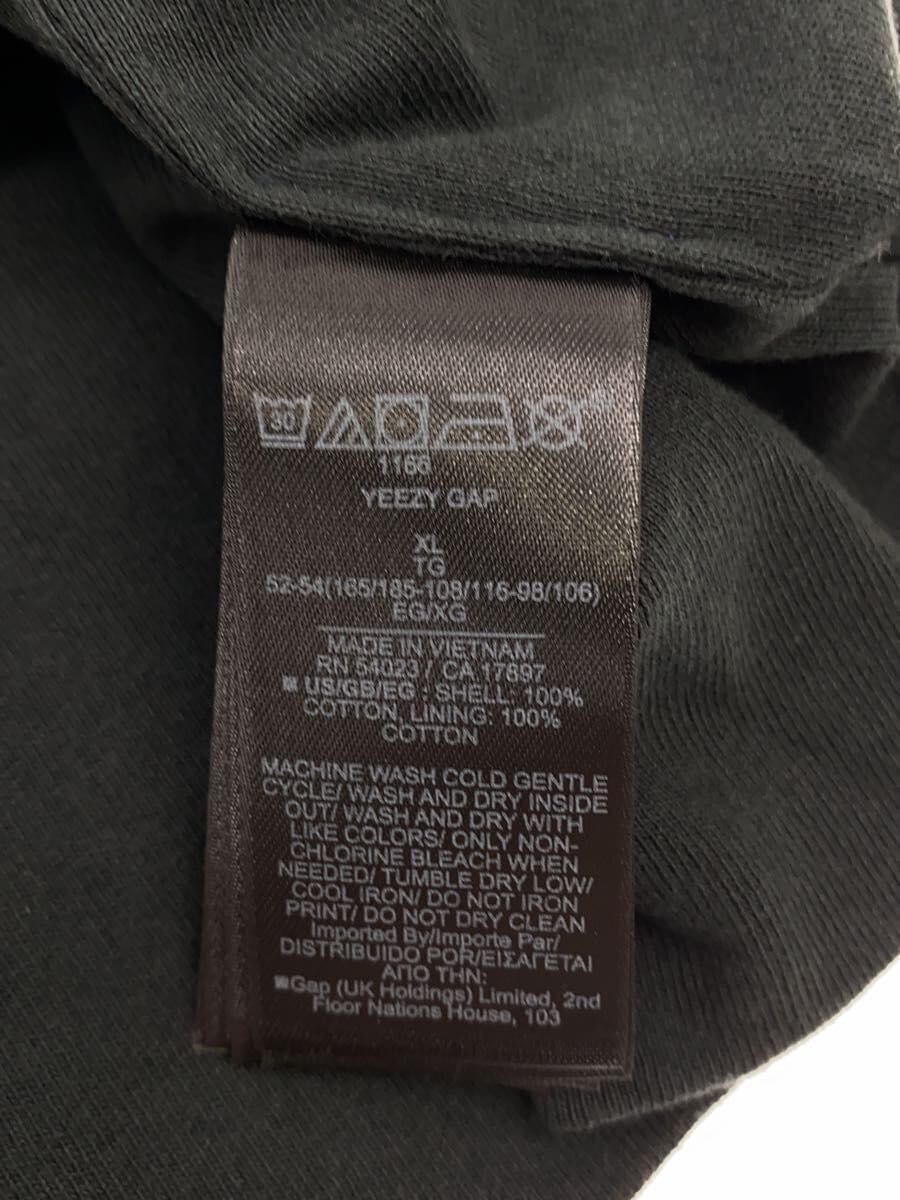 30
1166
YEEZY GAP
XL
TG
52-54(165/185-108/116-98/106)
EG/XG
MADE IN VIETNAM
RN 54023 / CA 17897
■ US/GB/EG : SHELL: 100%
COTTON, LINING: 100%
COTTON
MACHINE WASH COLD GENTLE
CYCLE/ WASH AND DRY INSIDE
OUT/ WASH AND DRY WITH
LIKE COLORS/ ONLY NON-
CHLORINE BLEACH WHEN
NEEDED/ TUMBLE DRY LOW/
COOL IRON/ DO NOT IRON
PRINT/ DO NOT DRY CLEAN
Imported By/Importe Par/
DISTRIBUIDO POR/ΕΙΣΑΓΕΤΑΙ
ΑΠΟ ΤΗΝ:
■Gap (UK Holdings) Limited, 2nd
Floor Nations House, 103